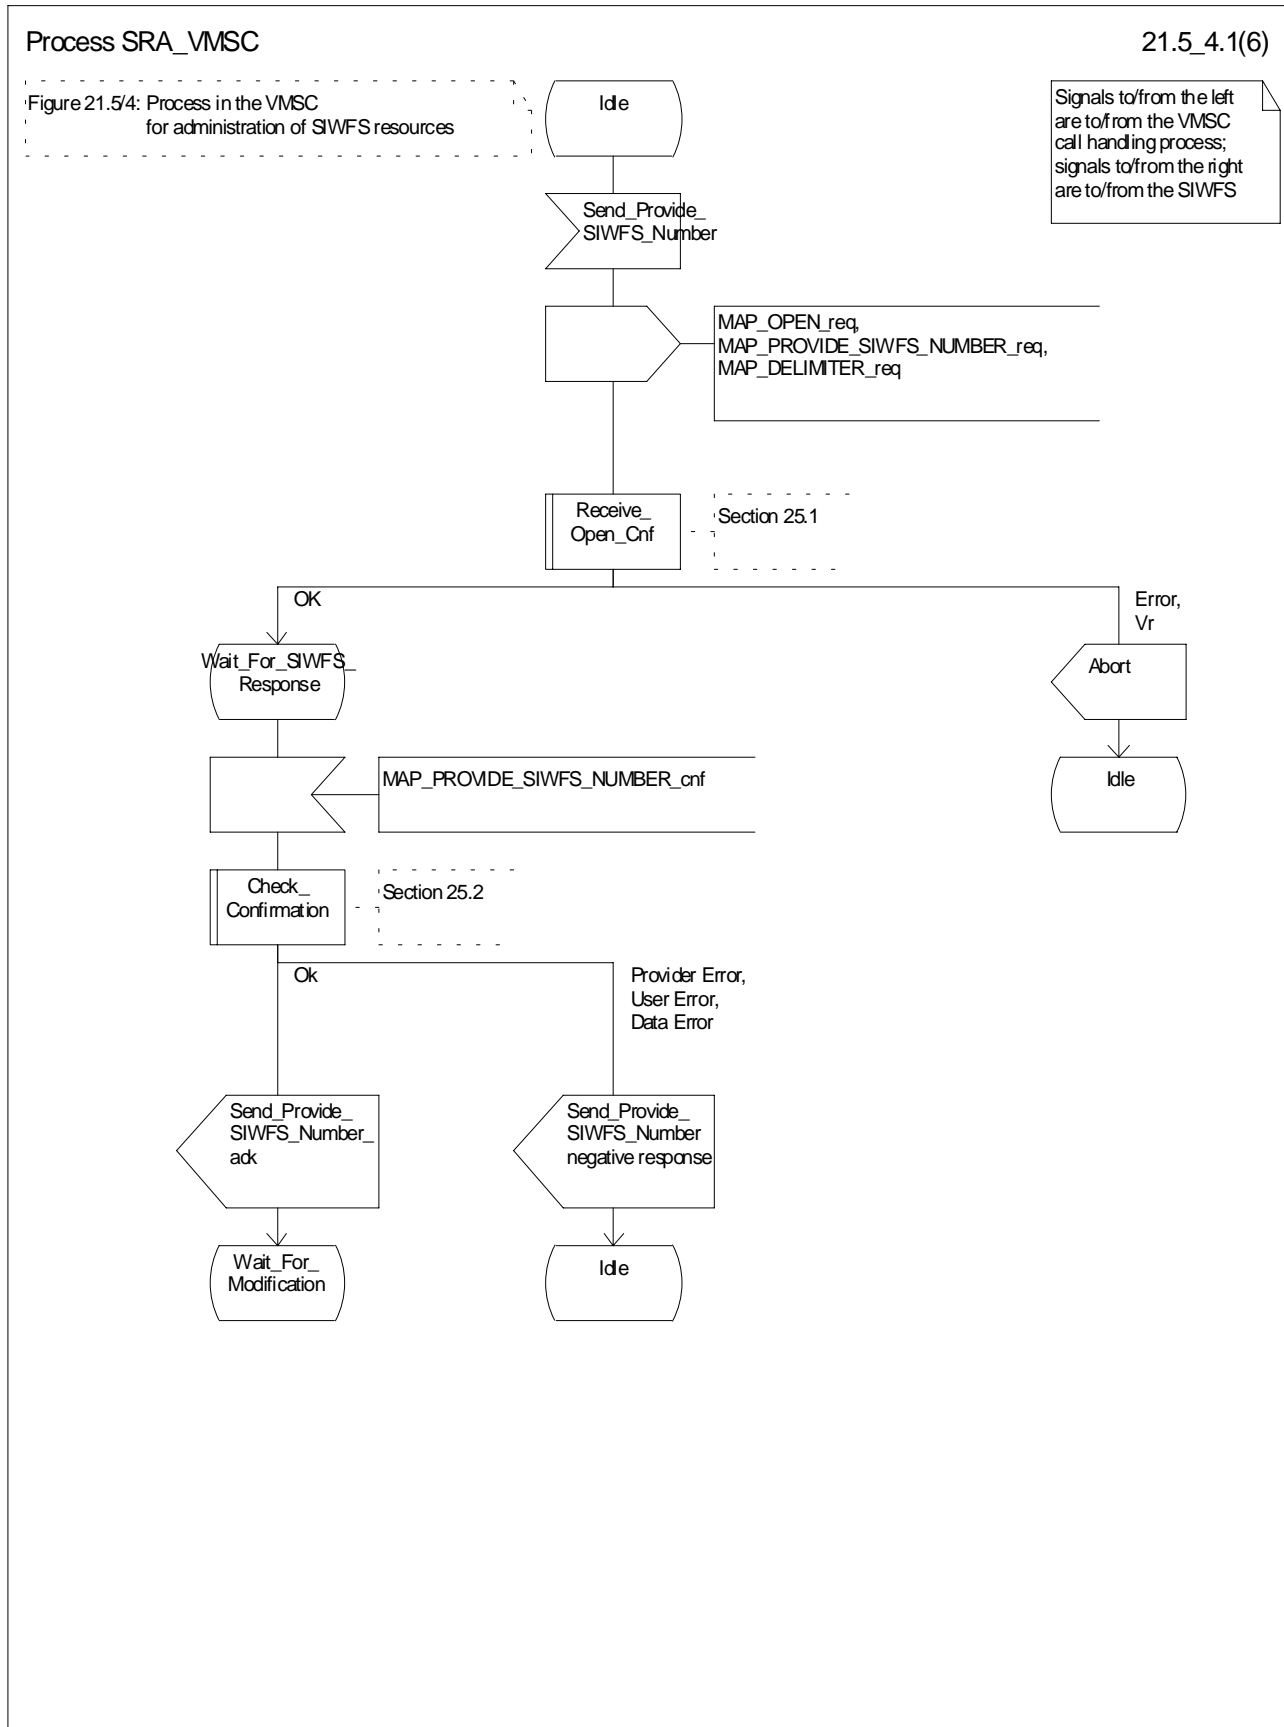 Process SRA_VMSC
21.5_4.1(6)
Figure 21.5/4: Process in the VMSC
for administration of SIWFS resources
Idle
Signals to/from the left
are to/from the VMSC
call handling process;
signals to/from the right
are to/from the SIWFS
Send_Provide_
SIWFS_Number
MAP_OPEN_req,
MAP_PROVIDE_SIWFS_NUMBER_req,
MAP_DELIMITER_req
Receive_
Open_Cnf
Section 25.1
OK
Error,
Vr
Wait_For_SIWFS_
Response
Abort
MAP_PROVIDE_SIWFS_NUMBER_cnf
Idle
Check_
Confirmation
Section 25.2
Ok
Provider Error,
User Error,
Data Error
Send_Provide_
SIWFS_Number_
ack
Send_Provide_
SIWFS_Number
negative response
Wait_For_
Modification
Idle